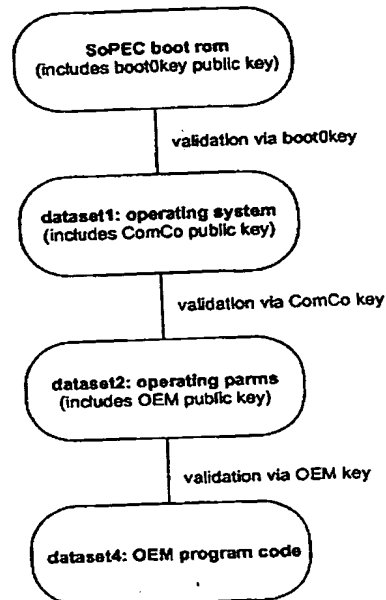 SoPEC boot rom
(includes boot0key public key)
validation via boot0key
dataset1: operating system
(includes ComCo public key)
validation via ComCo key
dataset2: operating parms
(includes OEM public key)
validation via OEM key
dataset4: OEM program code